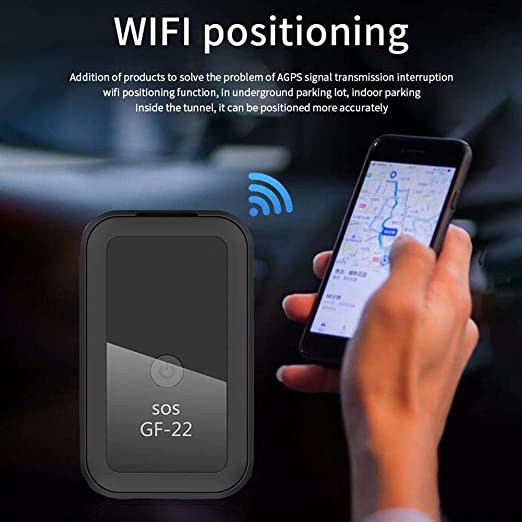 WIFI positioning
Addition of products to solve the problem of AGPS signal transmission interruption
wifi positioning function, in underground parking lot, indoor parking
Inside the tunnel, it can be positioned more accurately
SOS
GF-22